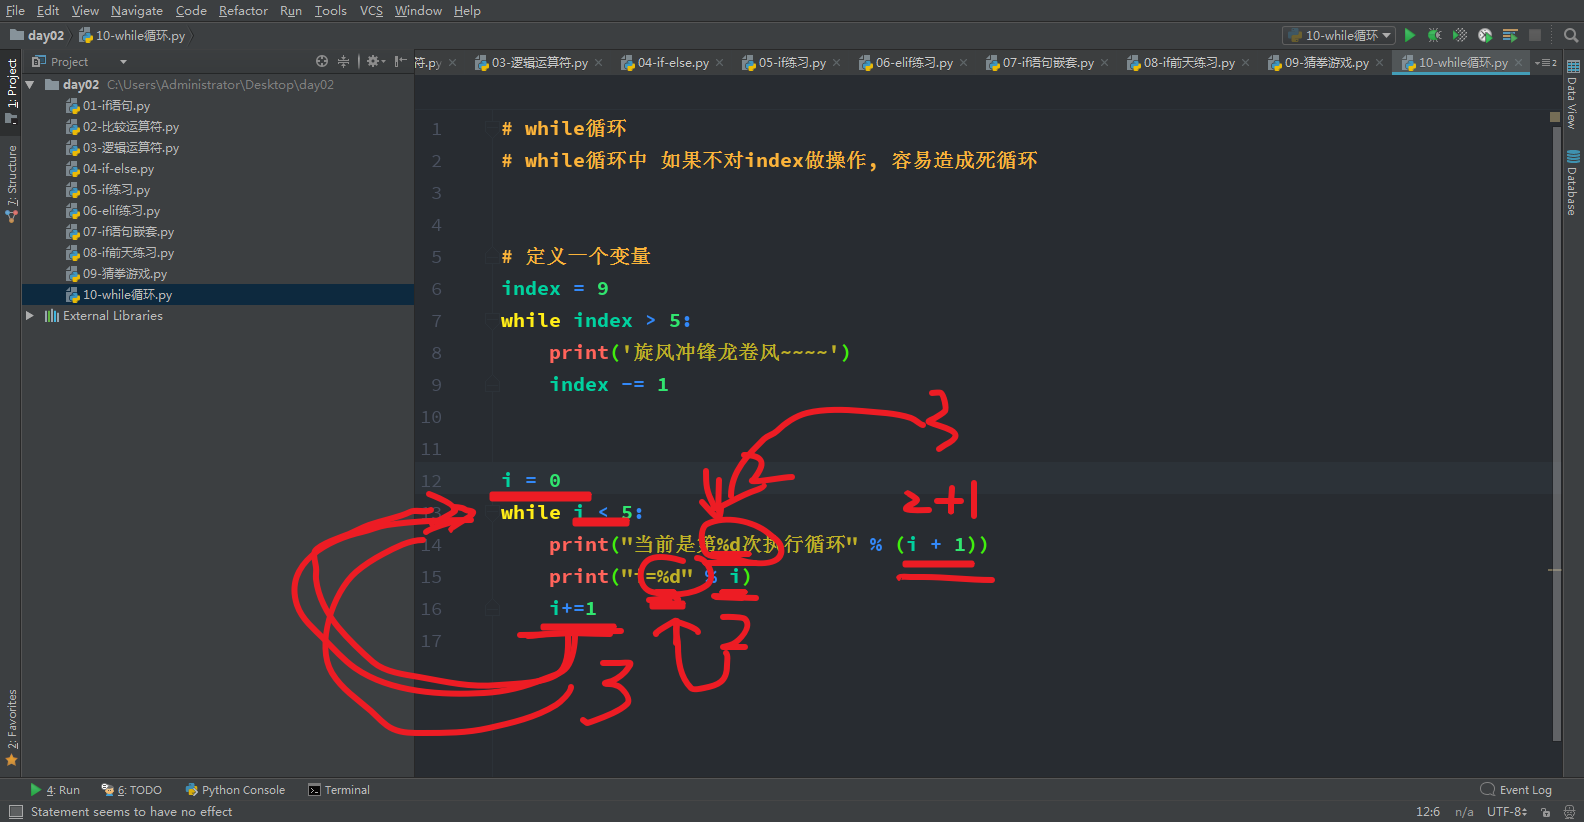 File Edit View Navigate Code Refactor Run Tools VCS Window Help
day02 10-while循环.py
10-while循环
Project
符.py 03-逻辑运算符.py 04-if-else.py 05-if练习.py 06-elif练习.py 07-if语句嵌套.py 08-if前天练习.py 09-猜拳游戏.py 10-while循环.py
2
1: Project
7: Structure
2: Favorites
day02 C:\Users\Administrator\Desktop\day02
01-if语句.py
02-比较运算符.py
03-逻辑运算符.py
04-if-else.py
05-if练习.py
06-elif练习.py
07-if语句嵌套.py
08-if前天练习.py
09-猜拳游戏.py
10-while循环.py
External Libraries
1 # while循环
2 # while循环中 如果不对index做操作, 容易造成死循环
3
4
5 # 定义一个变量
6 index = 9
7 while index > 5:
8 print('旋风冲锋龙卷风~~~~')
9 index -= 1
10
3
11
2
12 i = 0
2+1
13 while i < 5:
14 print("当前是第%d次执行循环" % (i + 1))
15 print("i=%d" % i)
16 i+=1
2
17
3
Data View
Database
4: Run 6: TODO Python Console Terminal
Event Log
Statement seems to have no effect
12:6 n/a UTF-8